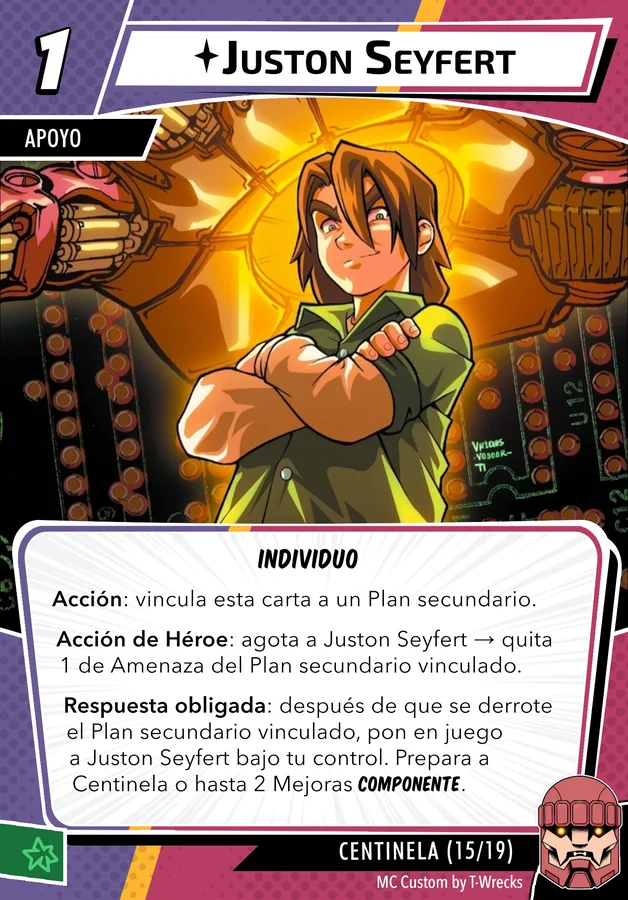 1
JUSTON SEYFERT
APOYO
U12
INDIVIDUO
Acción: vincula esta carta a un Plan secundario.
Acción de Héroe: agota a Juston Seyfert → quita
1 de Amenaza del Plan secundario vinculado.
Respuesta obligada: después de que se derrote
el Plan secundario vinculado, pon en juego
a Juston Seyfert bajo tu control. Prepara a
Centinela o hasta 2 Mejoras COMPONENTE.
CENTINELA (15/19)
MC Custom by T-Wrecks